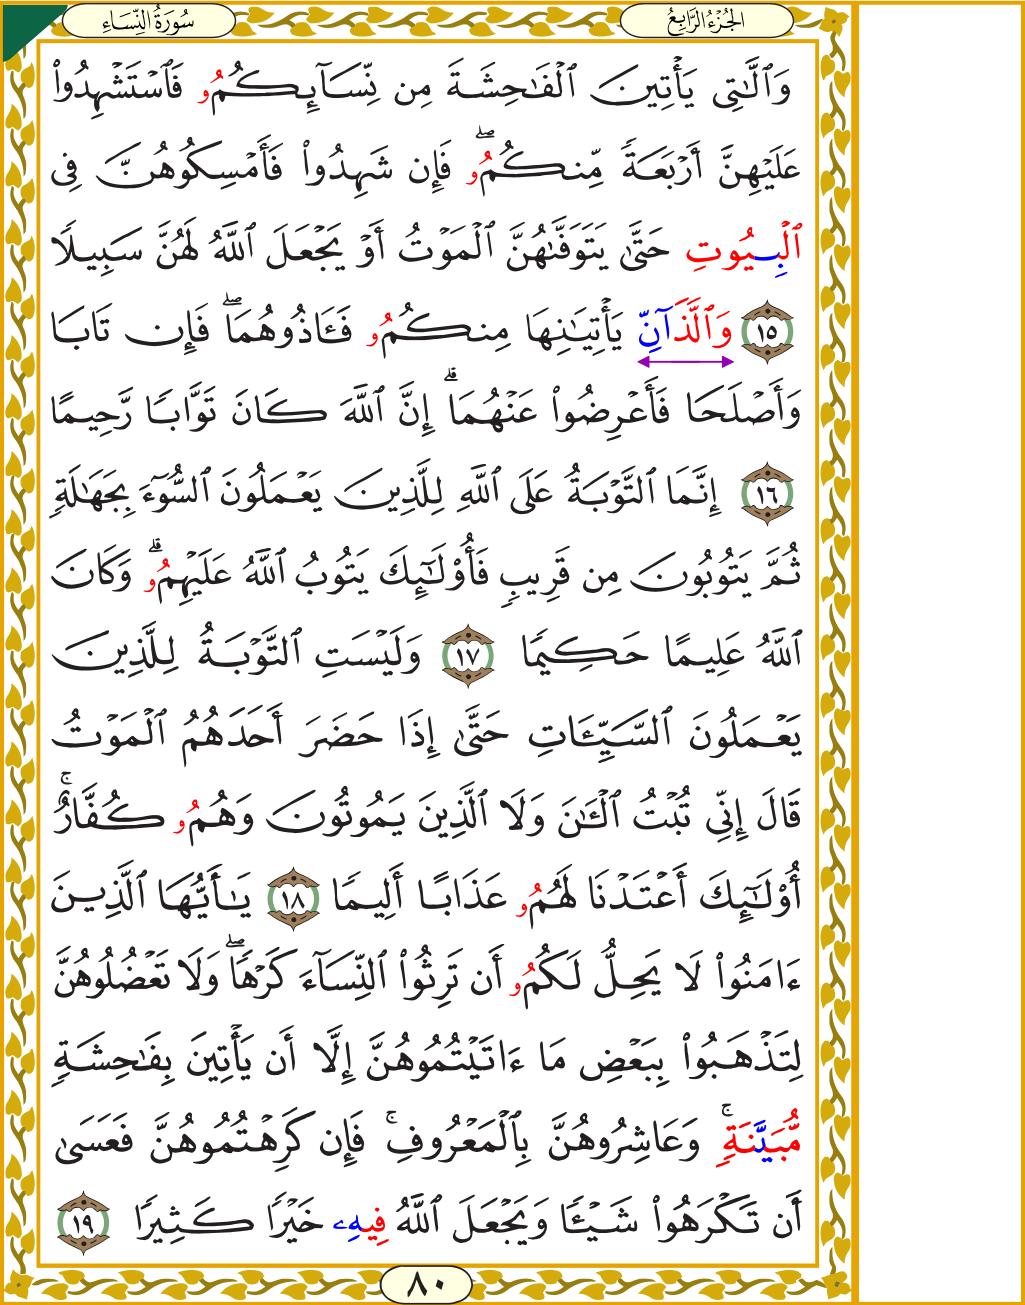 الجُزْءُ الرَّابِعُ
سُورَةُ النِّسَاءِ
وَٱلَّٰتِى يَأْتِينَ ٱلْفَٰحِشَةَ مِن نِّسَآئِكُمُۥ فَٱسْتَشْهِدُوا۟
عَلَيْهِنَّ أَرْبَعَةً مِّنكُمُۥۖ فَإِن شَهِدُوا۟ فَأَمْسِكُوهُنَّ فِى
ٱلْبِيُوتِ حَتَّىٰ يَتَوَفَّىٰهُنَّ ٱلْمَوْتُ أَوْ يَجْعَلَ ٱللَّهُ لَهُنَّ سَبِيلًا
١٥ وَٱلَّذَآنِّ يَأْتِيَٰنِهَا مِنكُمُۥ فَـَٔاذُوهُمَاۖ فَإِن تَابَا
وَأَصْلَحَا فَأَعْرِضُوا۟ عَنْهُمَاۗ إِنَّ ٱللَّهَ كَانَ تَوَّابًا رَّحِيمًا
١٦ إِنَّمَا ٱلتَّوْبَةُ عَلَى ٱللَّهِ لِلَّذِينَ يَعْمَلُونَ ٱلسُّوٓءَ بِجَهَٰلَةٍ
ثُمَّ يَتُوبُونَ مِن قَرِيبٍ فَأُو۟لَٰٓئِكَ يَتُوبُ ٱللَّهُ عَلَيْهِمُۥۗ وَكَانَ
ٱللَّهُ عَلِيمًا حَكِيمًا ١٧ وَلَيْسَتِ ٱلتَّوْبَةُ لِلَّذِينَ
يَعْمَلُونَ ٱلسَّيِّـَٔاتِ حَتَّىٰ إِذَا حَضَرَ أَحَدَهُمُ ٱلْمَوْتُ
قَالَ إِنِّى تُبْتُ ٱلْـَٰٔنَ وَلَا ٱلَّذِينَ يَمُوتُونَ وَهُمُۥ كُفَّارٌۚ
أُو۟لَٰٓئِكَ أَعْتَدْنَا لَهُمُۥ عَذَابًا أَلِيمًا ١٨ يَٰٓأَيُّهَا ٱلَّذِينَ
ءَامَنُوا۟ لَا يَحِلُّ لَكُمُۥ أَن تَرِثُوا۟ ٱلنِّسَآءَ كَرْهًاۖ وَلَا تَعْضُلُوهُنَّ
لِتَذْهَبُوا۟ بِبَعْضِ مَا ءَاتَيْتُمُوهُنَّ إِلَّا أَن يَأْتِينَ بِفَٰحِشَةٍ
مُّبَيَّنَةٍۚ وَعَاشِرُوهُنَّ بِٱلْمَعْرُوفِۚ فَإِن كَرِهْتُمُوهُنَّ فَعَسَىٰ
أَن تَكْرَهُوا۟ شَيْـًٔا وَيَجْعَلَ ٱللَّهُ فِيهِۦ خَيْرًا كَثِيرًا ١٩
٨٠